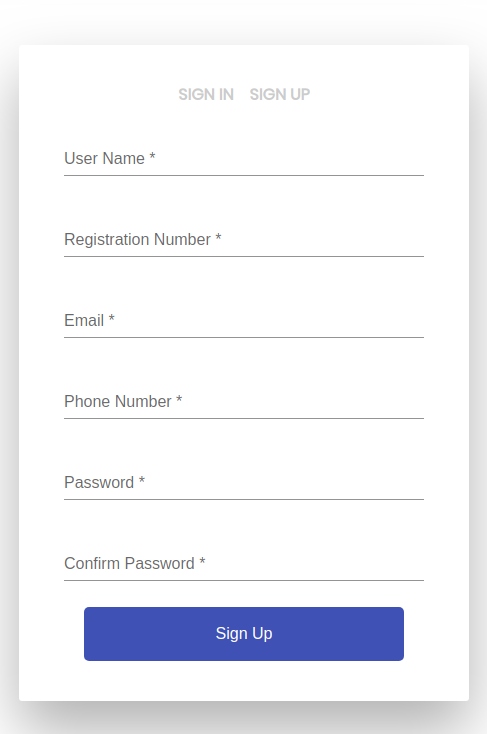 SIGN IN SIGN UP
User Name *
Registration Number *
Email *
Phone Number *
Password *
Confirm Password *
Sign Up